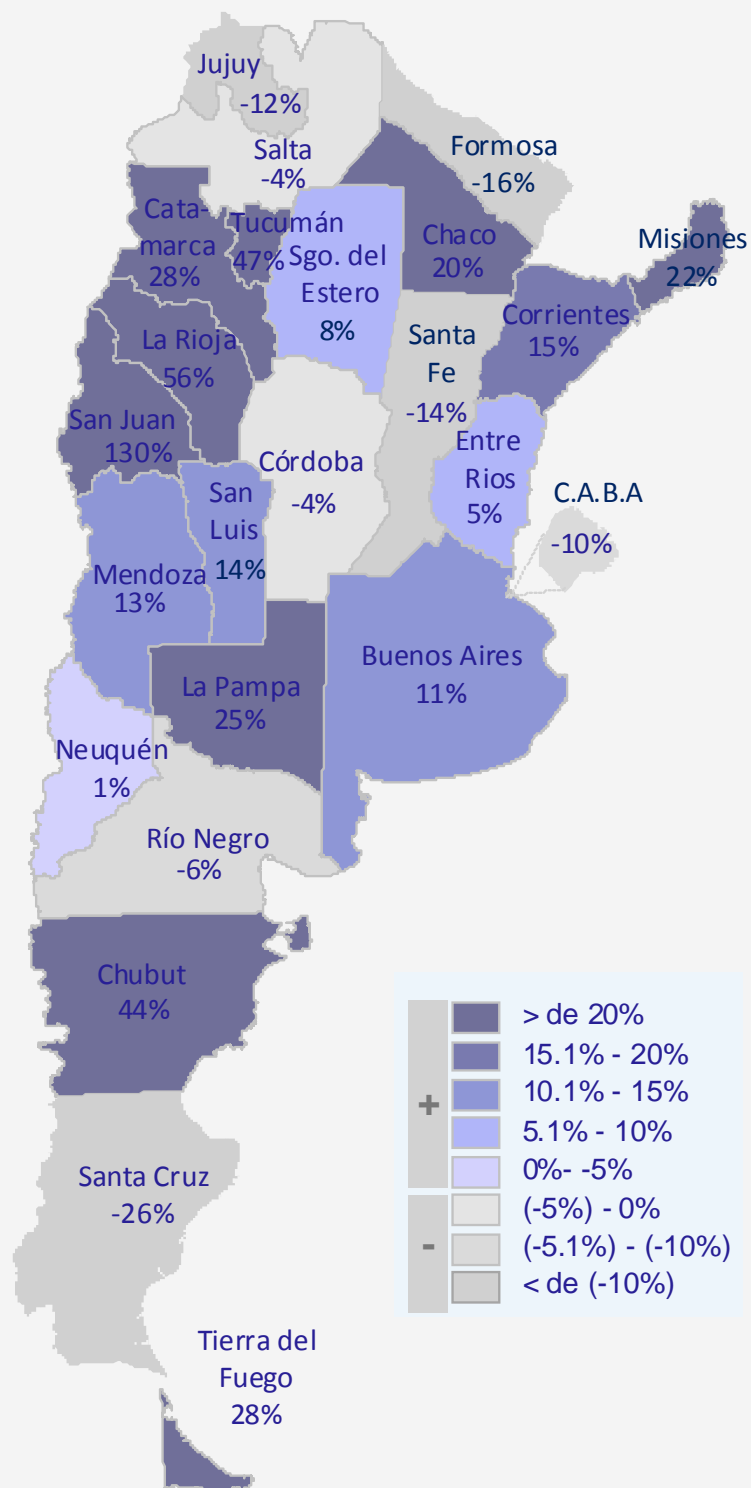 Jujuy
-12%
Salta
-4%
Formosa
-16%
Cata-
marca
28%
Tucumán
47%
Sgo. del
Estero
8%
Chaco
20%
Misiones
22%
Corrientes
15%
La Rioja
56%
Santa
Fe
-14%
San Juan
130%
Córdoba
-4%
Entre
Rios
5%
San
Luis
14%
C.A.B.A
-10%
Mendoza
13%
Buenos Aires
11%
La Pampa
25%
Neuquén
1%
Río Negro
-6%
Chubut
44%
Santa Cruz
-26%
Tierra del
Fuego
28%
+
> de 20%
15.1% - 20%
10.1% - 15%
5.1% - 10%
0%- -5%
-
(-5%) - 0%
(-5.1%) - (-10%)
< de (-10%)